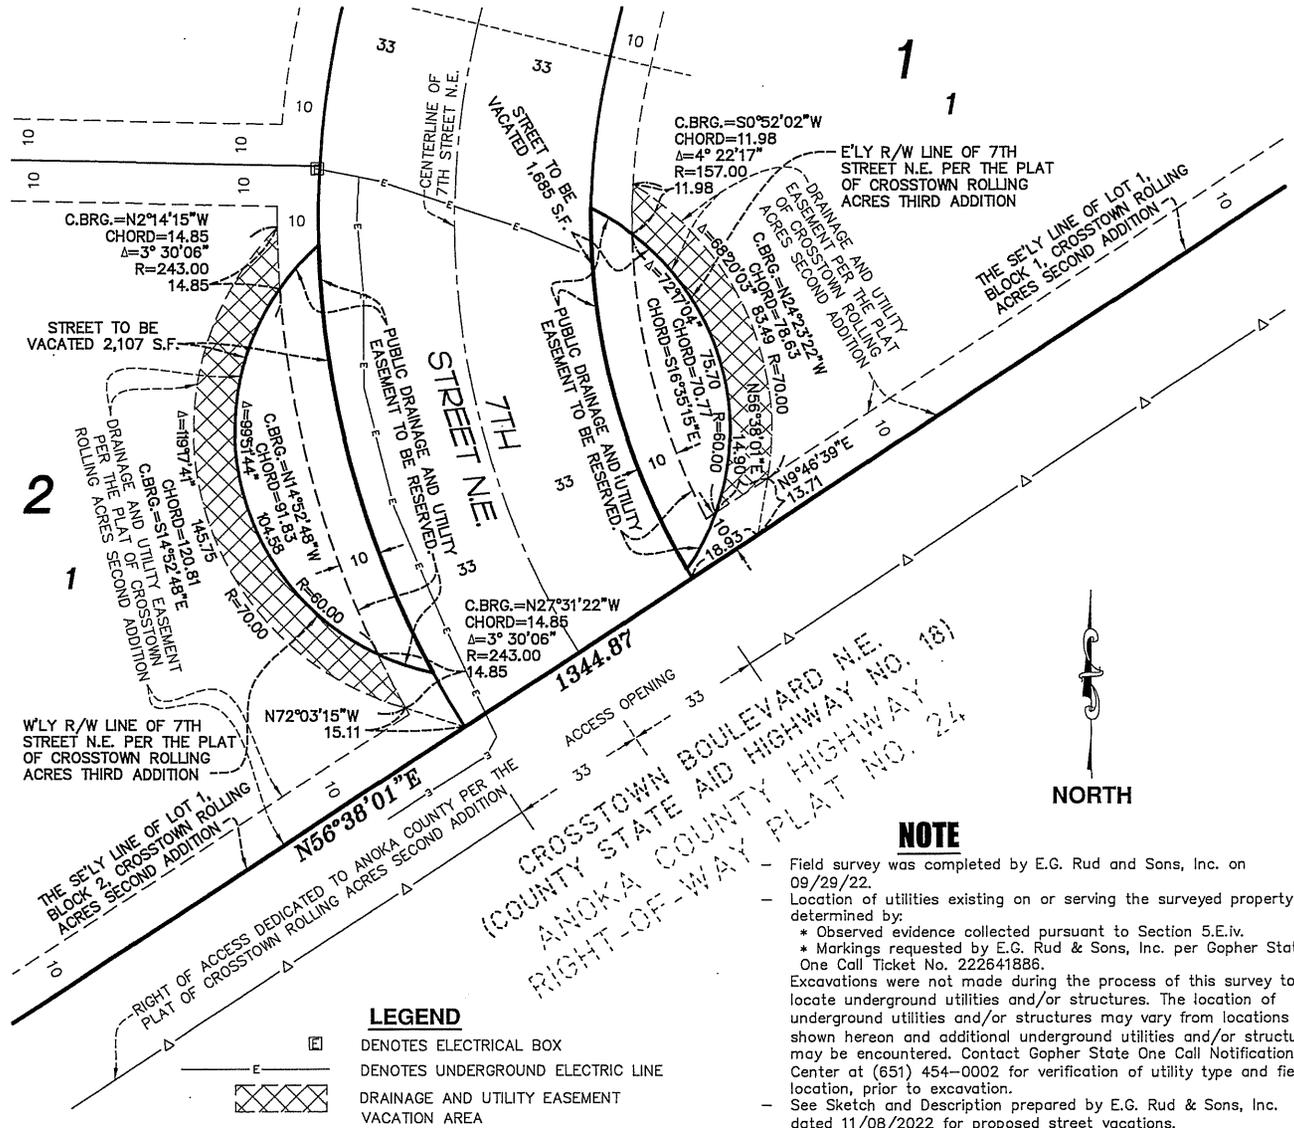 33
33
10
1
1
10
10
10
10
10
10
CENTERLINE OF
7TH STREET N.E.
STREET TO BE
VACATED 1,685 S.F.
C.BRG.=S0°52'02"W
CHORD=11.98
Δ=4° 22'17"
R=157.00
11.98
E'LY R/W LINE OF 7TH
STREET N.E. PER THE PLAT
OF CROSSTOWN ROLLING
ACRES THIRD ADDITION
DRAINAGE AND UTILITY
EASEMENT PER THE PLAT
OF CROSSTOWN ROLLING
ACRES SECOND ADDITION
THE SE'LY LINE OF LOT 1,
BLOCK 1, CROSSTOWN ROLLING
ACRES SECOND ADDITION
10
C.BRG.=N2°14'15"W
CHORD=14.85
Δ=3° 30'06"
R=243.00
14.85
STREET TO BE
VACATED 2,107 S.F.
Δ=68°20'03" 83.49 R=70.00
C.BRG.=N24°23'22"W
CHORD=78.63
Δ=72°17'04" 75.70 R=60.00
CHORD=70.77
CHORD=S16°35'15"E
N56°38'01"E
14.90
N9°46'39"E
13.71
10
10
10
18.93
PUBLIC DRAINAGE AND UTILITY
EASEMENT TO BE RESERVED.
PUBLIC DRAINAGE AND UTILITY
EASEMENT TO BE RESERVED.
7TH
STREET N.E.
33
33
2
1
DRAINAGE AND UTILITY EASEMENT
PER THE PLAT OF CROSSTOWN
ROLLING ACRES SECOND ADDITION
145.75 R=70.00
CHORD=120.81
C.BRG.=S14°52'48"E
Δ=99°51'44" 104.58 R=60.00
C.BRG.=N14°52'48"W
CHORD=91.83
10
C.BRG.=N27°31'22"W
CHORD=14.85
Δ=3° 30'06"
R=243.00
14.85
N72°03'15"W
15.11
W'LY R/W LINE OF 7TH
STREET N.E. PER THE PLAT
OF CROSSTOWN ROLLING
ACRES THIRD ADDITION
1344.87
N56°38'01"E
ACCESS OPENING
33
33
10
10
THE SE'LY LINE OF LOT 1,
BLOCK 2, CROSSTOWN ROLLING
ACRES SECOND ADDITION
RIGHT OF ACCESS DEDICATED TO ANOKA COUNTY PER THE
PLAT OF CROSSTOWN ROLLING ACRES SECOND ADDITION
CROSSTOWN BOULEVARD N.E.
(COUNTY STATE AID HIGHWAY NO. 18)
ANOKA COUNTY HIGHWAY
RIGHT-OF-WAY PLAT NO. 24
NORTH
NOTE
– Field survey was completed by E.G. Rud and Sons, Inc. on
09/29/22.
– Location of utilities existing on or serving the surveyed property
determined by:
* Observed evidence collected pursuant to Section 5.E.iv.
* Markings requested by E.G. Rud & Sons, Inc. per Gopher Stat
One Call Ticket No. 222641886.
Excavations were not made during the process of this survey to
locate underground utilities and/or structures. The location of
underground utilities and/or structures may vary from locations
shown hereon and additional underground utilities and/or structu
may be encountered. Contact Gopher State One Call Notification
Center at (651) 454–0002 for verification of utility type and fie
location, prior to excavation.
– See Sketch and Description prepared by E.G. Rud & Sons, Inc.
dated 11/08/2022 for proposed street vacations.
LEGEND
E DENOTES ELECTRICAL BOX
E DENOTES UNDERGROUND ELECTRIC LINE
DRAINAGE AND UTILITY EASEMENT
VACATION AREA